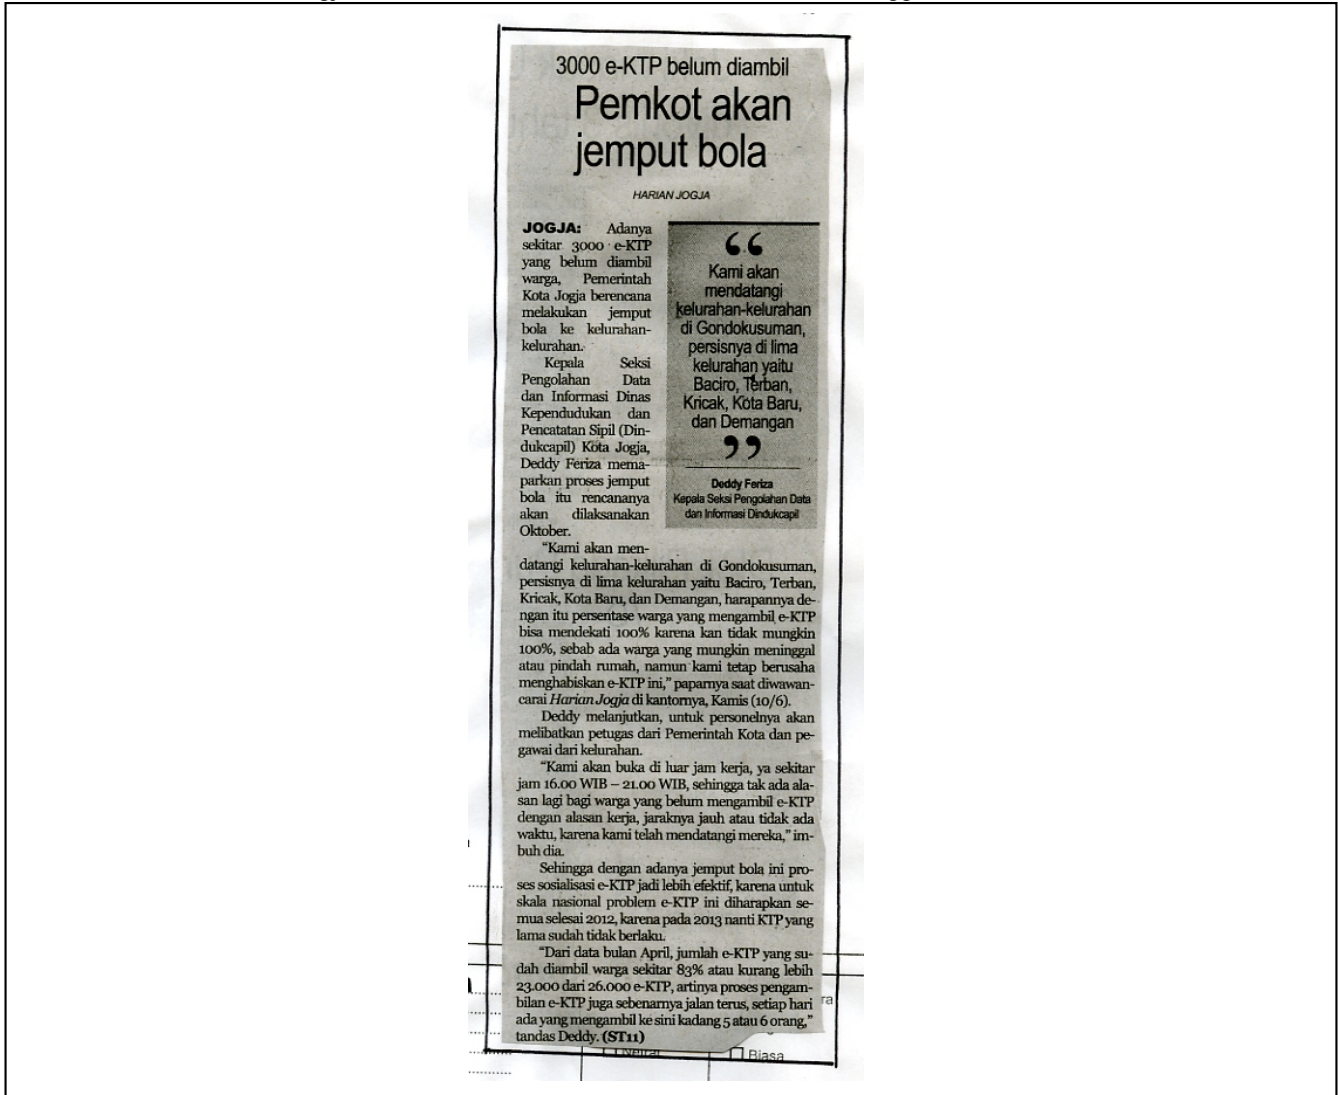 3000 e-KTP belum diambil
Pemkot akan
jemput bola
HARIAN JOGJA
JOGJA: Adanya
sekitar 3000 e-KTP
yang belum diambil
warga, Pemerintah
Kota Jogja berencana
melakukan jemput
bola ke kelurahan-
kelurahan.
Kepala Seksi
Pengolahan Data
dan Informasi Dinas
Kependudukan dan
Pencatatan Sipil (Din-
dukcapil) Kota Jogja,
Deddy Feriza mema-
parkan proses jemput
bola itu rencananya
akan dilaksanakan
Oktober.
“Kami akan men-
datangi kelurahan-kelurahan di Gondokusuman,
persisnya di lima kelurahan yaitu Baciro, Terban,
Kricak, Kota Baru, dan Demangan, harapannya de-
ngan itu persentase warga yang mengambil e-KTP
bisa mendekati 100% karena kan tidak mungkin
100%, sebab ada warga yang mungkin meninggal
atau pindah rumah, namun kami tetap berusaha
menghabiskan e-KTP ini,” paparnya saat diwawan-
carai Harian Jogja di kantornya, Kamis (10/6).
Deddy melanjutkan, untuk personelnya akan
melibatkan petugas dari Pemerintah Kota dan pe-
gawai dari kelurahan.
“Kami akan buka di luar jam kerja, ya sekitar
jam 16.00 WIB – 21.00 WIB, sehingga tak ada ala-
san lagi bagi warga yang belum mengambil e-KTP
dengan alasan kerja, jaraknya jauh atau tidak ada
waktu, karena kami telah mendatangi mereka,” im-
buh dia.
Sehingga dengan adanya jemput bola ini pro-
ses sosialisasi e-KTP jadi lebih efektif, karena untuk
skala nasional problem e-KTP ini diharapkan se-
mua selesai 2012, karena pada 2013 nanti KTP yang
lama sudah tidak berlaku.
“Dari data bulan April, jumlah e-KTP yang su-
dah diambil warga sekitar 83% atau kurang lebih
23.000 dari 26.000 e-KTP, artinya proses pengam-
bilan e-KTP juga sebenarnya jalan terus, setiap hari
ada yang mengambil ke sini kadang 5 atau 6 orang,”
tandas Deddy. (ST11)
“
Kami akan
mendatangi
kelurahan-kelurahan
di Gondokusuman,
persisnya di lima
kelurahan yaitu
Baciro, Terban,
Kricak, Kota Baru,
dan Demangan
”
Deddy Feriza
Kepala Seksi Pengolahan Data
dan Informasi Dindukcapil
ra
Netral
Biasa